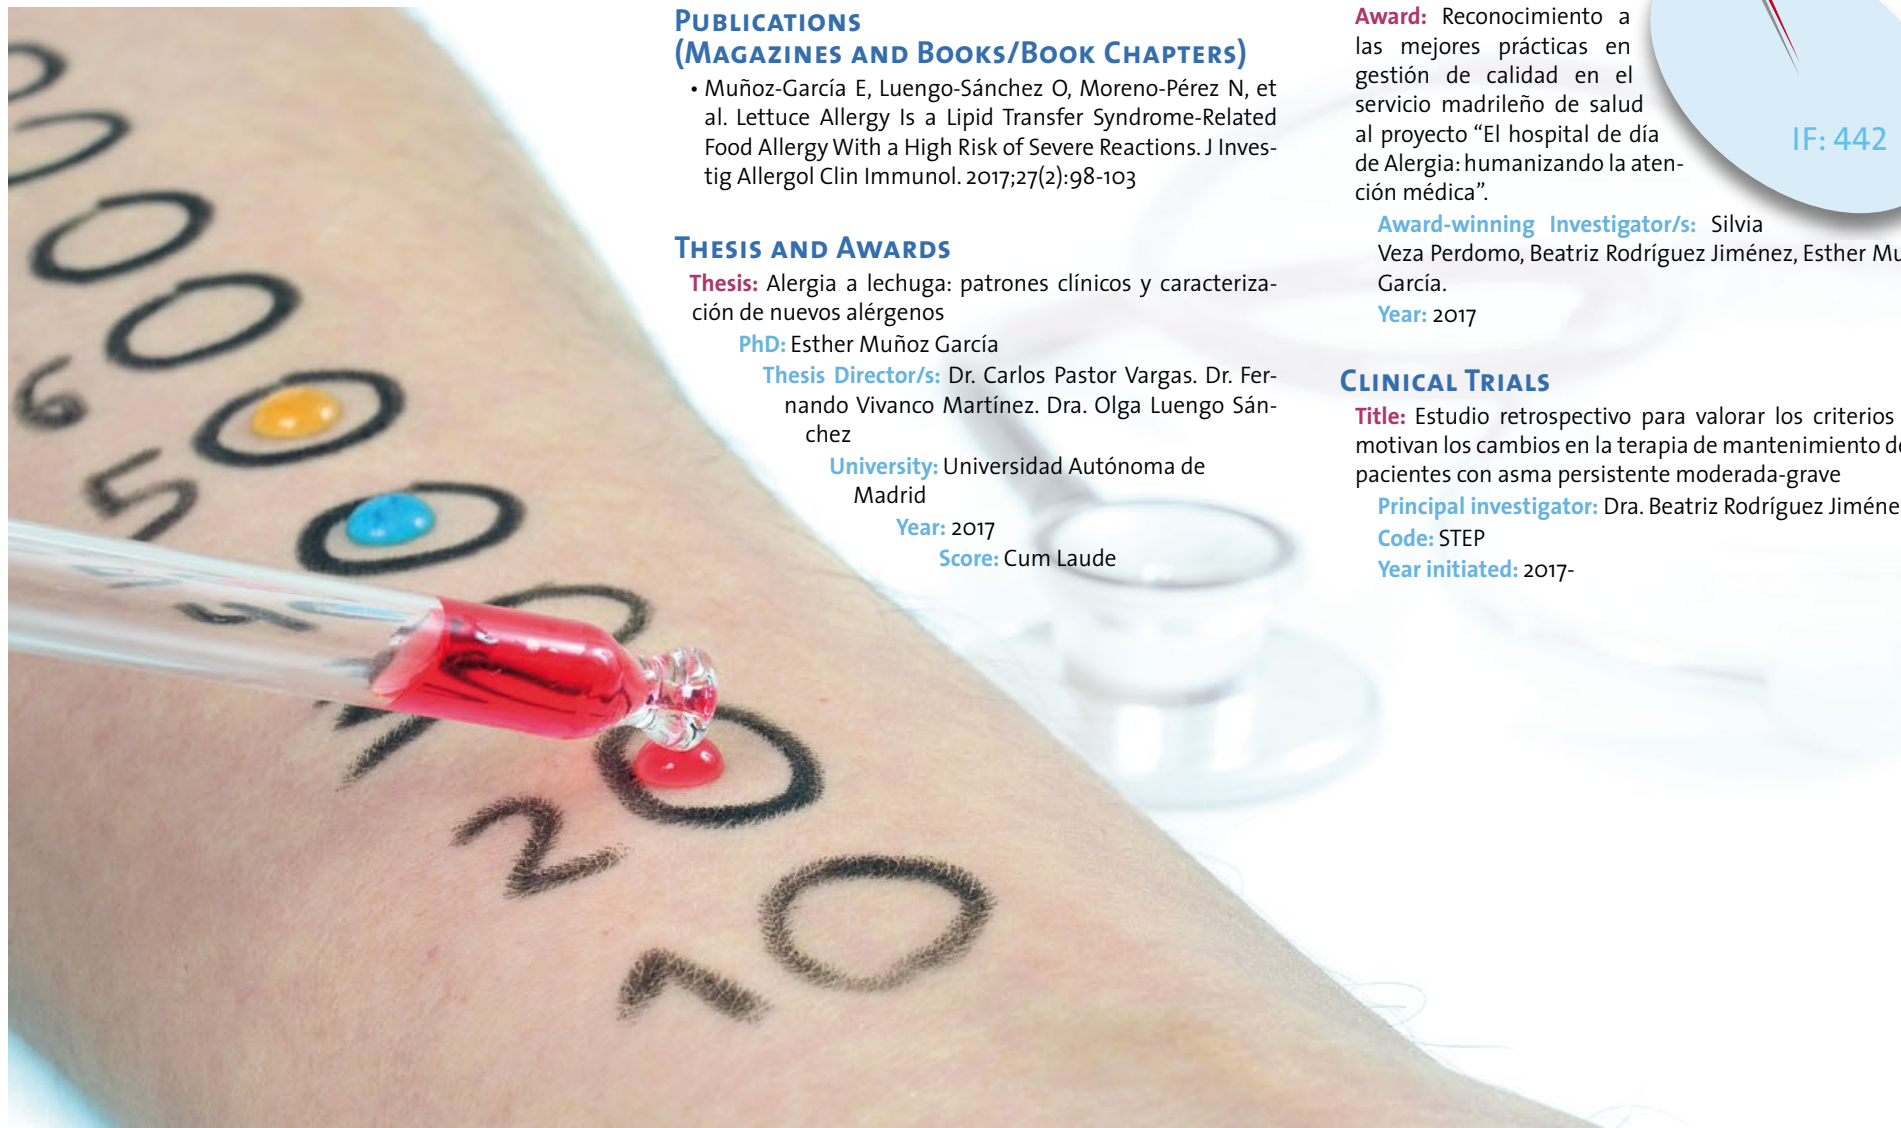 PUBLICATIONS
(MAGAZINES AND BOOKS/BOOK CHAPTERS)
• Muñoz-García E, Luengo-Sánchez O, Moreno-Pérez N, et
al. Lettuce Allergy Is a Lipid Transfer Syndrome-Related
Food Allergy With a High Risk of Severe Reactions. J Inves-
tig Allergol Clin Immunol. 2017;27(2):98-103
THESIS AND AWARDS
Thesis: Alergia a lechuga: patrones clínicos y caracteriza-
ción de nuevos alérgenos
PhD: Esther Muñoz García
Thesis Director/s: Dr. Carlos Pastor Vargas. Dr. Fer-
nando Vivanco Martínez. Dra. Olga Luengo Sán-
chez
University: Universidad Autónoma de
Madrid
Year: 2017
Score: Cum Laude
Award: Reconocimiento a
las mejores prácticas en
gestión de calidad en el
servicio madrileño de salud
al proyecto “El hospital de día
de Alergia: humanizando la aten-
ción médica”.
Award-winning Investigator/s: Silvia
Veza Perdomo, Beatriz Rodríguez Jiménez, Esther
García.
Year: 2017
CLINICAL TRIALS
Title: Estudio retrospectivo para valorar los criterios
motivan los cambios en la terapia de mantenimiento
pacientes con asma persistente moderada-grave
Principal investigator: Dra. Beatriz Rodríguez
Code: STEP
Year initiated: 2017-
IF: 442
6
5
4
2
1